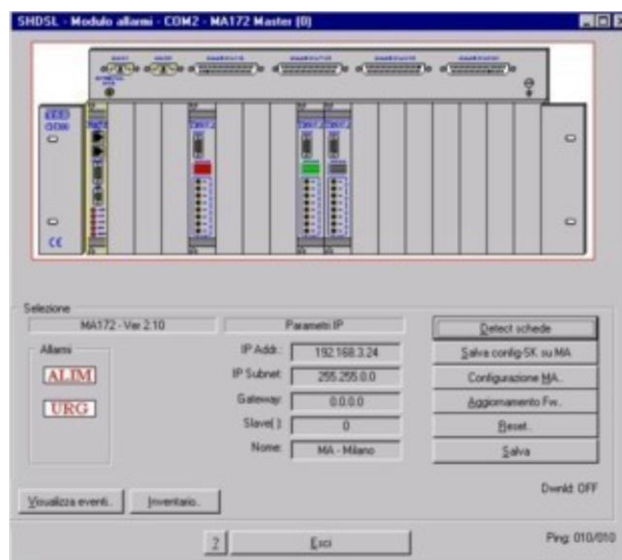 SHDSL - Modulo allarmi - COM2 - MA172 Master (0)
CE
Selezione
MA172 - Ver 2.10
Parametri IP
Detect schede
Allarmi
IP Addr.:
192.168.3.24
Salva config-SK su MA
ALIM
IP Subnet:
255.255.0.0
Configurazione MA..
Gateway:
0.0.0.0
Aggiornamento Fw..
URG
Slave( ):
0
Reset..
Nome:
MA - Milano
Salva
Dwnld: OFF
Visualizza eventi..
Inventario..
?
Esci
Ping: 010/010